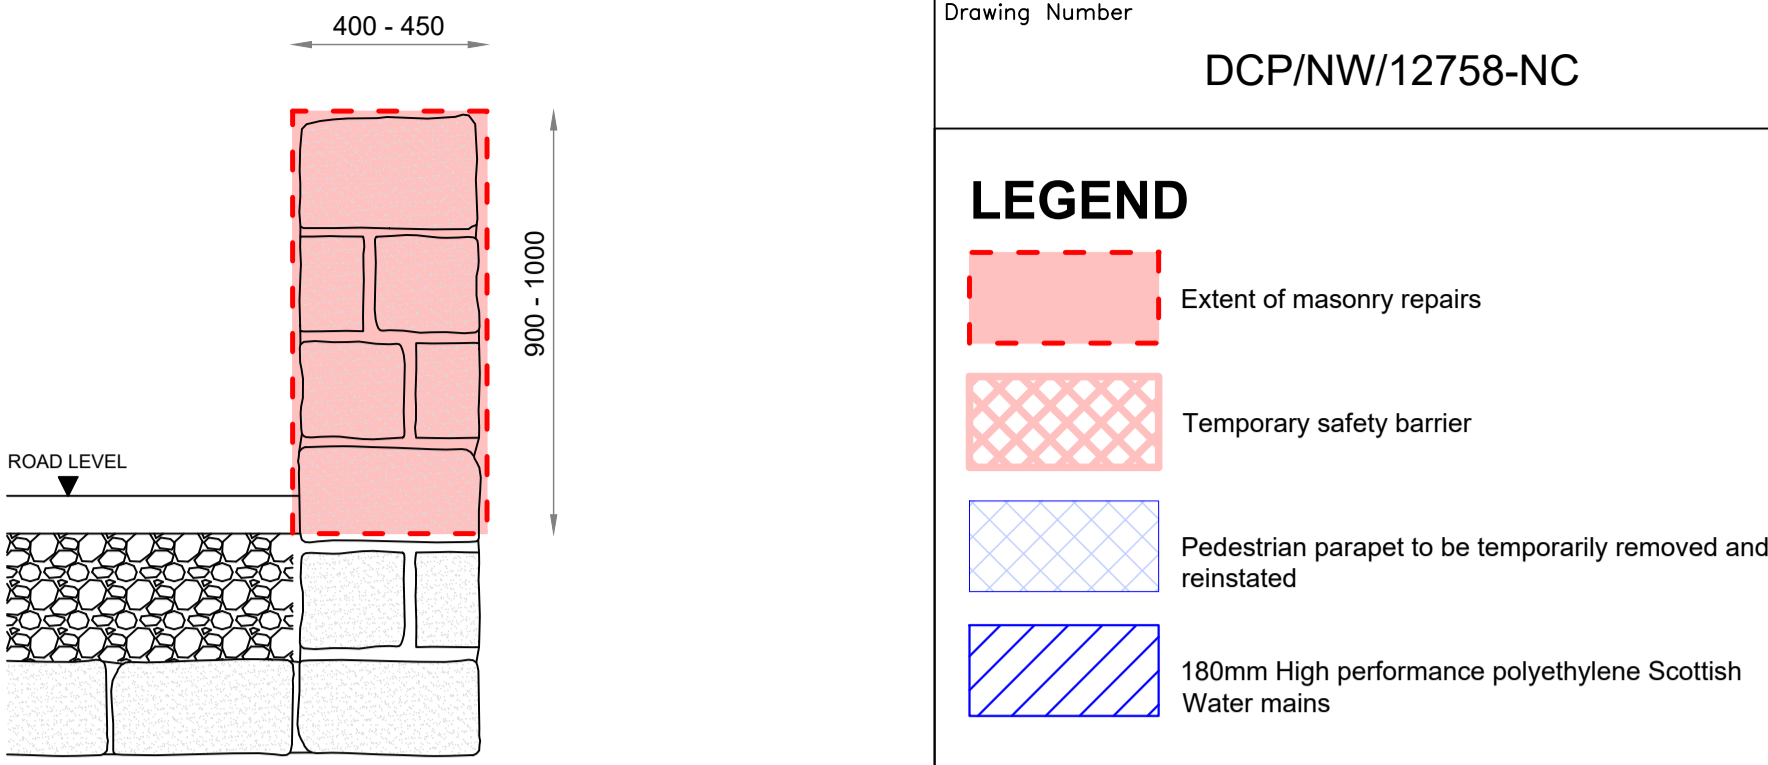 400 - 450
900 - 1000
ROAD LEVEL
Drawing Number
DCP/NW/12758-NC
LEGEND
Extent of masonry repairs
Temporary safety barrier
Pedestrian parapet to be temporarily removed and
reinstated
180mm High performance polyethylene Scottish
Water mains